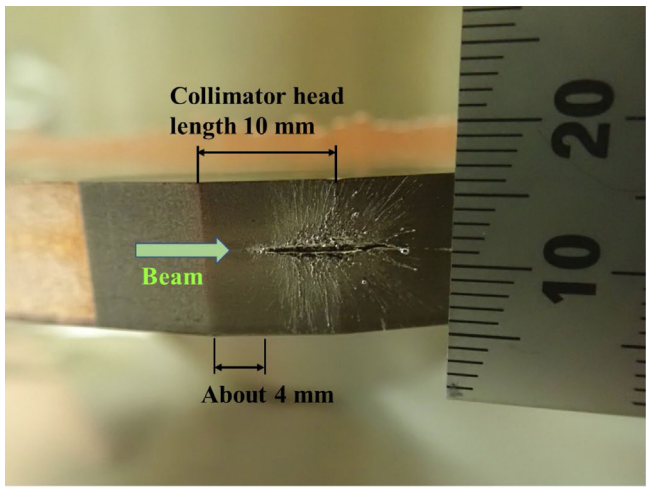 Collimator head
length 10 mm
20
Beam
10
About 4 mm